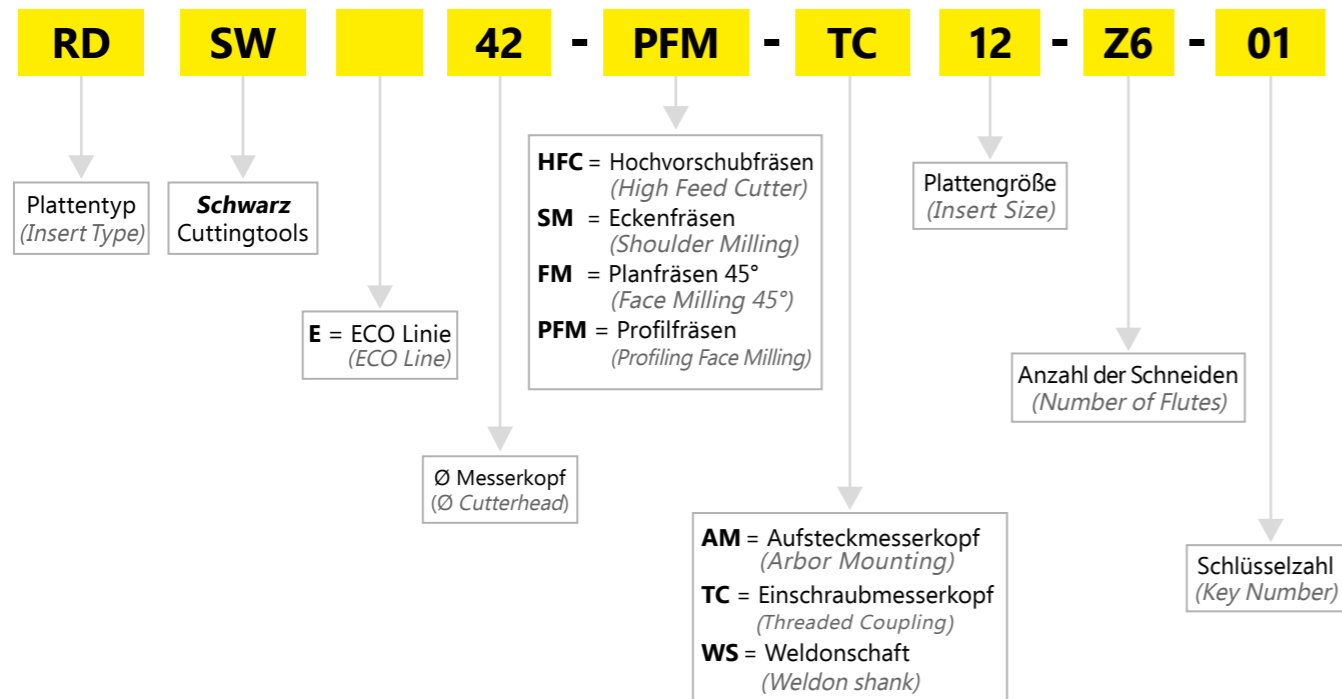 RD SW 42 - PFM - TC 12 - Z6 - 01
Plattentyp
(Insert Type)
Schwarz
Cuttingtools
E = ECO Linie
(ECO Line)
Ø Messerkopf
(Ø Cutterhead)
HFC = Hochvorschubfräsen
(High Feed Cutter)
SM = Eckenfräsen
(Shoulder Milling)
FM = Planfräsen 45°
(Face Milling 45°)
PFM = Profilfräsen
(Profiling Face Milling)
AM = Aufsteckmesserkopf
(Arbor Mounting)
TC = Einschraubmesserkopf
(Threaded Coupling)
WS = Weldonschaft
(Weldon shank)
Plattengröße
(Insert Size)
Anzahl der Schneiden
(Number of Flutes)
Schlüsselzahl
(Key Number)